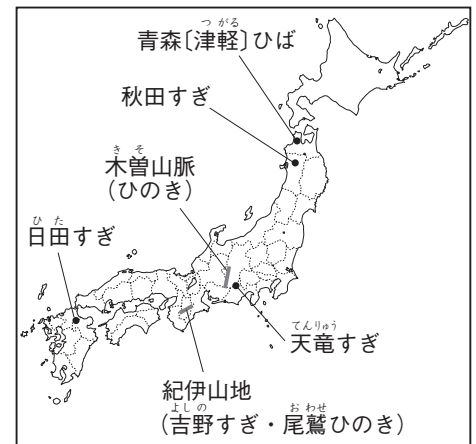 青森〔津軽〕ひば
つがる
秋田すぎ
木曽山脈
きそ
(ひのき)
日田すぎ
ひた
天竜すぎ
てんりゅう
紀伊山地
(吉野すぎ・尾鷲ひのき)
よしの
おわせ